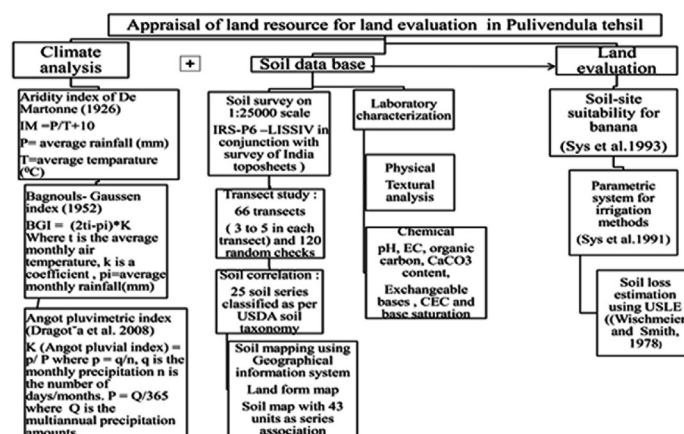 Appraisal of land resource for land evaluation in Pulivendula tehsil
Climate
analysis
+
Soil data base
Land
evaluation
Aridity index of De
Martonne (1926)
IM =P/T+10
P= average rainfall (mm)
T=average temparature
(⁰C)
Bagnouls- Gaussen
index (1952)
BGI = (2ti-pi)*K
Where t is the average
monthly air
temperature, k is a
coefficient , pi=average
monthly rainfall(mm)
Angot pluvimetric index
(Dragot˜a et al. 2008)
K (Angot pluvial index) =
p/ P where p = q/n, q is the
monthly precipitation n is
the number of
days/months. P = Q/365
where Q is the
multiannual precipitation
amounts
Soil survey on
1:25000 scale
IRS-P6 –LISSIV in
conjunction with
survey of India
toposheets )
Transect study :
66 transects
( 3 to 5 in each
transect) and 120
random checks
Soil correlation :
25 soil series
classified as per
USDA soil
taxonomy
Soil mapping using
Geographical
information system
Land form map
Soil map with 43
units as series
association
Laboratory
characterization
Physical
Textural
analysis
Chemical
pH, EC, organic
carbon, CaCO3
content,
Exchangeable
bases , CEC and
base saturation
Soil-site
suitability for
banana
(Sys et al.1993)
Parametric
system for
irrigation
methods
(Sys et al.1991)
Soil loss
estimation
using USLE
((Wischmeier
and Smith,
1978)